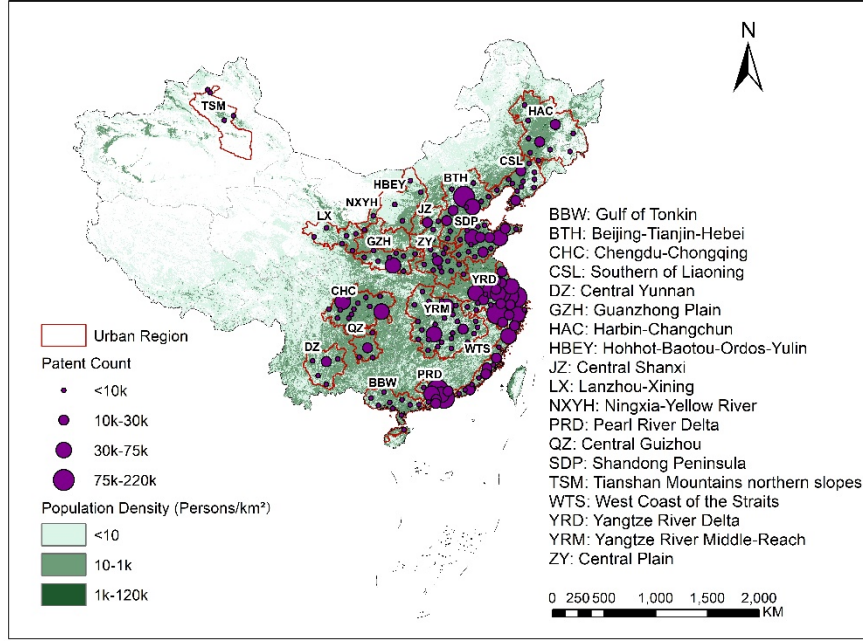 N
TSM
HAC
CSL
HBEY
BTH
NXYH
JZ
SDP
LX
GZH
ZY
YRD
CHC
YRM
QZ
WTS
DZ
PRD
BBW
BBW: Gulf of Tonkin
BTH: Beijing-Tianjin-Hebei
CHC: Chengdu-Chongqing
CSL: Southern of Liaoning
DZ: Central Yunnan
GZH: Guanzhong Plain
HAC: Harbin-Changchun
HBEY: Hohhot-Baotou-Ordos-Yulin
JZ: Central Shanxi
LX: Lanzhou-Xining
NXYH: Ningxia-Yellow River
PRD: Pearl River Delta
QZ: Central Guizhou
SDP: Shandong Peninsula
TSM: Tianshan Mountains northern slopes
WTS: West Coast of the Straits
YRD: Yangtze River Delta
YRM: Yangtze River Middle-Reach
ZY: Central Plain
Urban Region
Patent Count
<10k
10k-30k
30k-75k
75k-220k
Population Density (Persons/km²)
<10
10-1k
1k-120k
0 250 500 1,000 1,500 2,000
KM